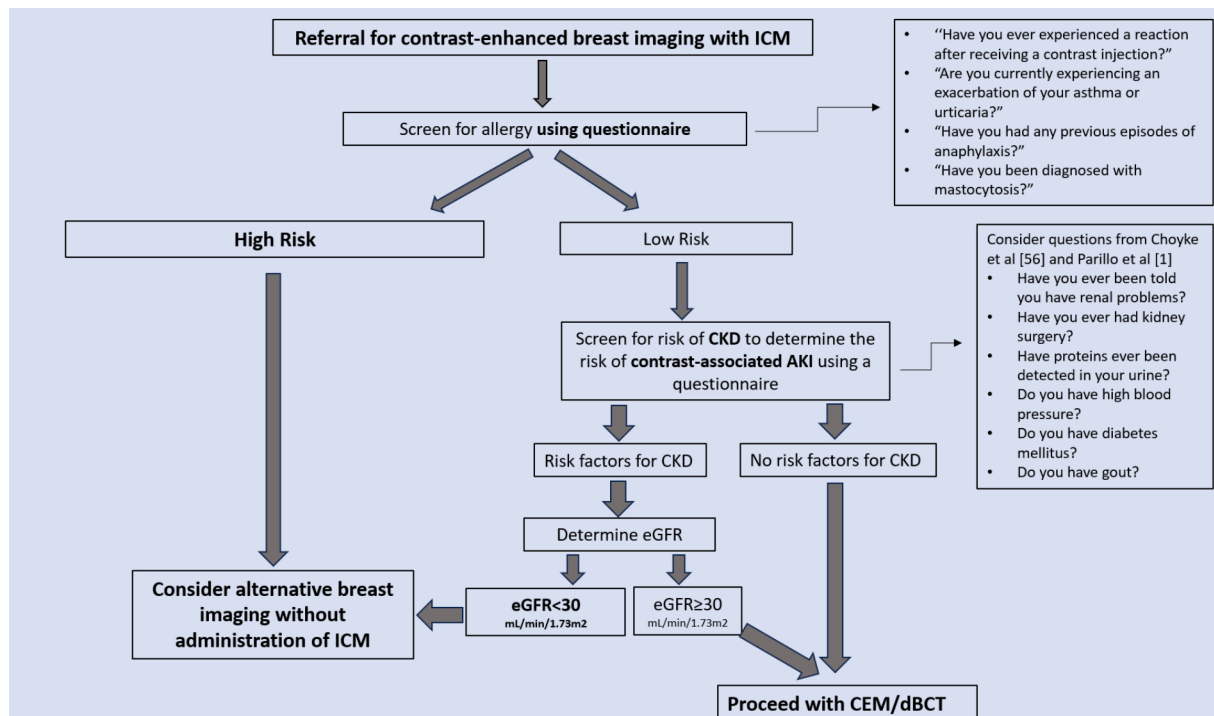 Referral for contrast-enhanced breast imaging with ICM
Screen for allergy using questionnaire
• ‘‘Have you ever experienced a reaction
after receiving a contrast injection?”
• “Are you currently experiencing an
exacerbation of your asthma or
urticaria?”
• “Have you had any previous episodes of
anaphylaxis?”
• “Have you been diagnosed with
mastocytosis?”
High Risk
Low Risk
Screen for risk of CKD to determine the
risk of contrast-associated AKI using a
questionnaire
Consider questions from Choyke
et al [56] and Parillo et al [1]
• Have you ever been told
you have renal problems?
• Have you ever had kidney
surgery?
• Have proteins ever been
detected in your urine?
• Do you have high blood
pressure?
• Do you have diabetes
mellitus?
• Do you have gout?
Risk factors for CKD
No risk factors for CKD
Determine eGFR
Consider alternative breast
imaging without
administration of ICM
eGFR<30
mL/min/1.73m2
eGFR≥30
mL/min/1.73m2
Proceed with CEM/dBCT